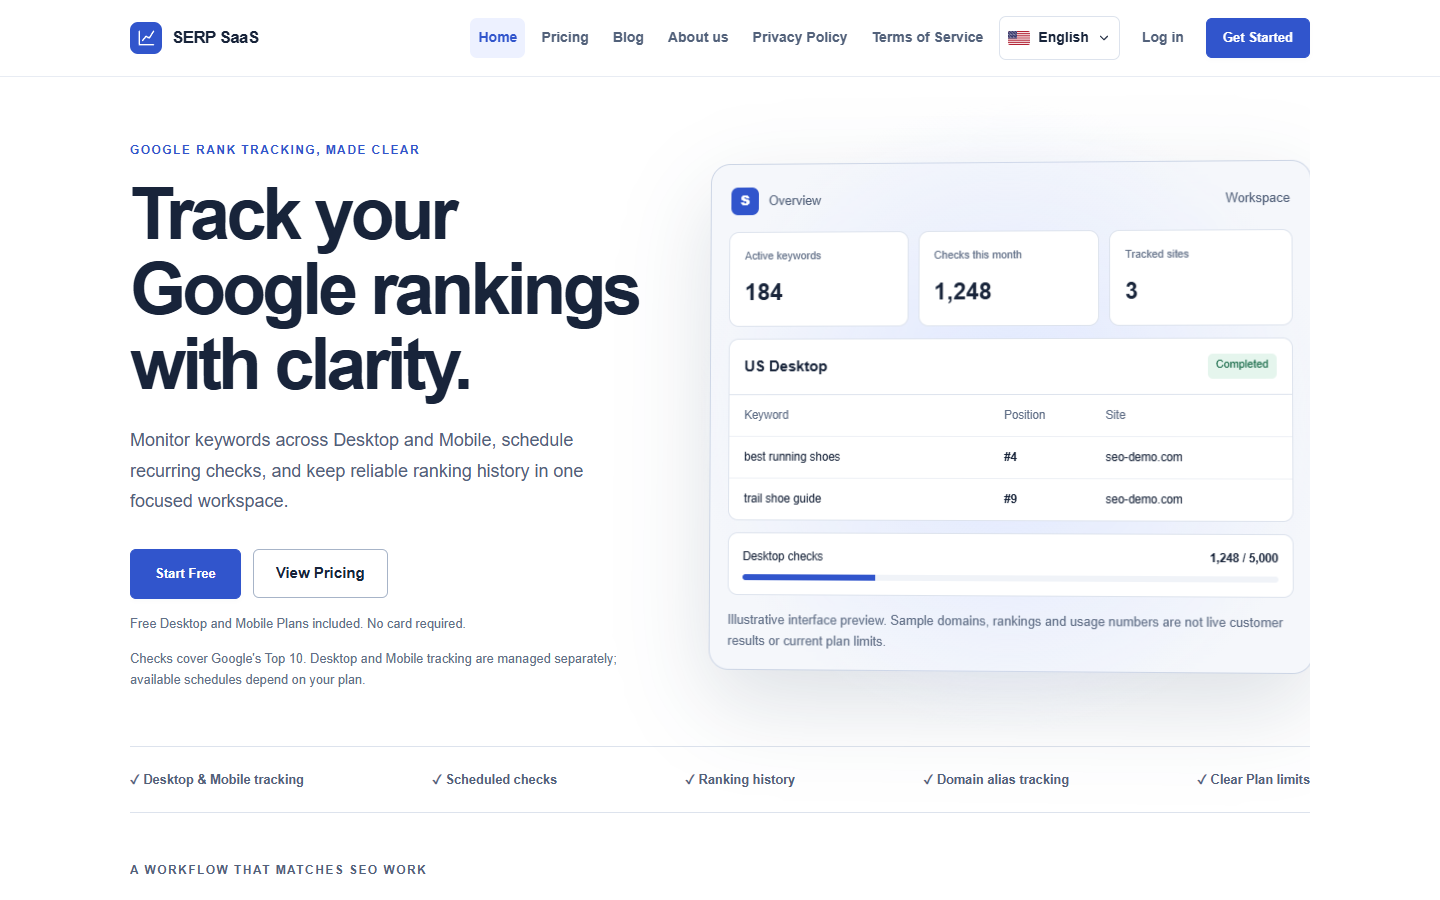 SERP SaaS
Home
Pricing
Blog
About us
Privacy Policy
Terms of Service
English
Log in
Get Started
GOOGLE RANK TRACKING, MADE CLEAR
Track your
Google rankings
with clarity.
Monitor keywords across Desktop and Mobile, schedule
recurring checks, and keep reliable ranking history in one
focused workspace.
Start Free
View Pricing
Free Desktop and Mobile Plans included. No card required.
Checks cover Google's Top 10. Desktop and Mobile tracking are managed separately;
available schedules depend on your plan.
S Overview
Workspace
Active keywords
184
Checks this month
1,248
Tracked sites
3
US Desktop
Completed
Keyword Position Site
best running shoes #4 seo-demo.com
trail shoe guide #9 seo-demo.com
Desktop checks
1,248 / 5,000
Illustrative interface preview. Sample domains, rankings and usage numbers are not live customer
results or current plan limits.
✓ Desktop & Mobile tracking
✓ Scheduled checks
✓ Ranking history
✓ Domain alias tracking
✓ Clear Plan limits
A WORKFLOW THAT MATCHES SEO WORK